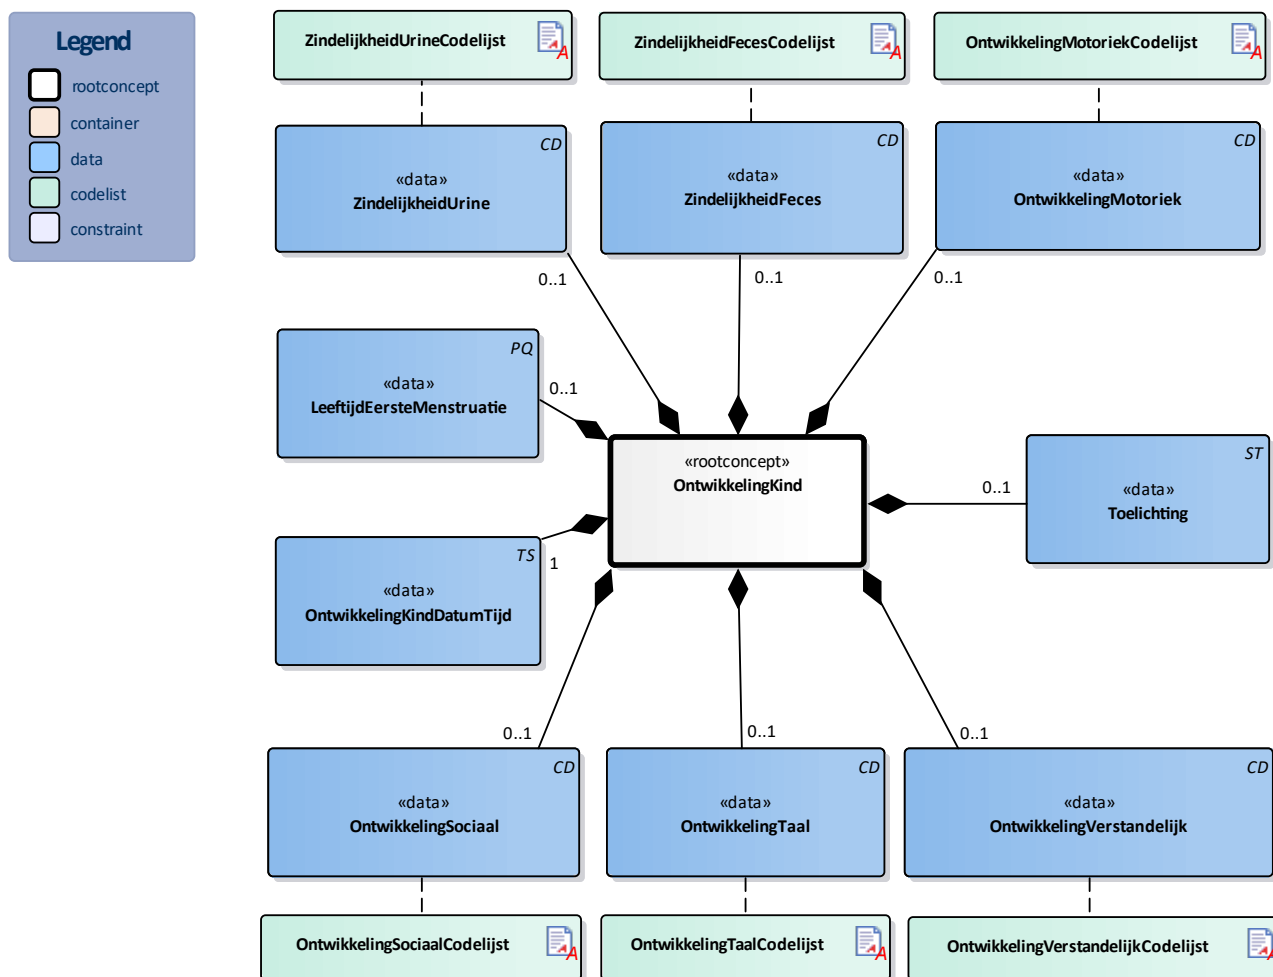 Legend
rootconcept
container
data
codelist
constraint
ZindelijkheidUrineCodelijst
A
ZindelijkheidFecesCodelijst
A
OntwikkelingMotoriekCodelijst
A
CD
«data»
ZindelijkheidUrine
CD
«data»
ZindelijkheidFeces
CD
«data»
OntwikkelingMotoriek
0..1
0..1
0..1
PQ
«data»
LeeftijdEersteMenstruatie
0..1
«rootconcept»
OntwikkelingKind
ST
«data»
Toelichting
0..1
TS
«data»
OntwikkelingKindDatumTijd
1
0..1
0..1
0..1
CD
«data»
OntwikkelingSociaal
CD
«data»
OntwikkelingTaal
CD
«data»
OntwikkelingVerstandelijk
OntwikkelingSociaalCodelijst
A
OntwikkelingTaalCodelijst
A
OntwikkelingVerstandelijkCodelijst
A